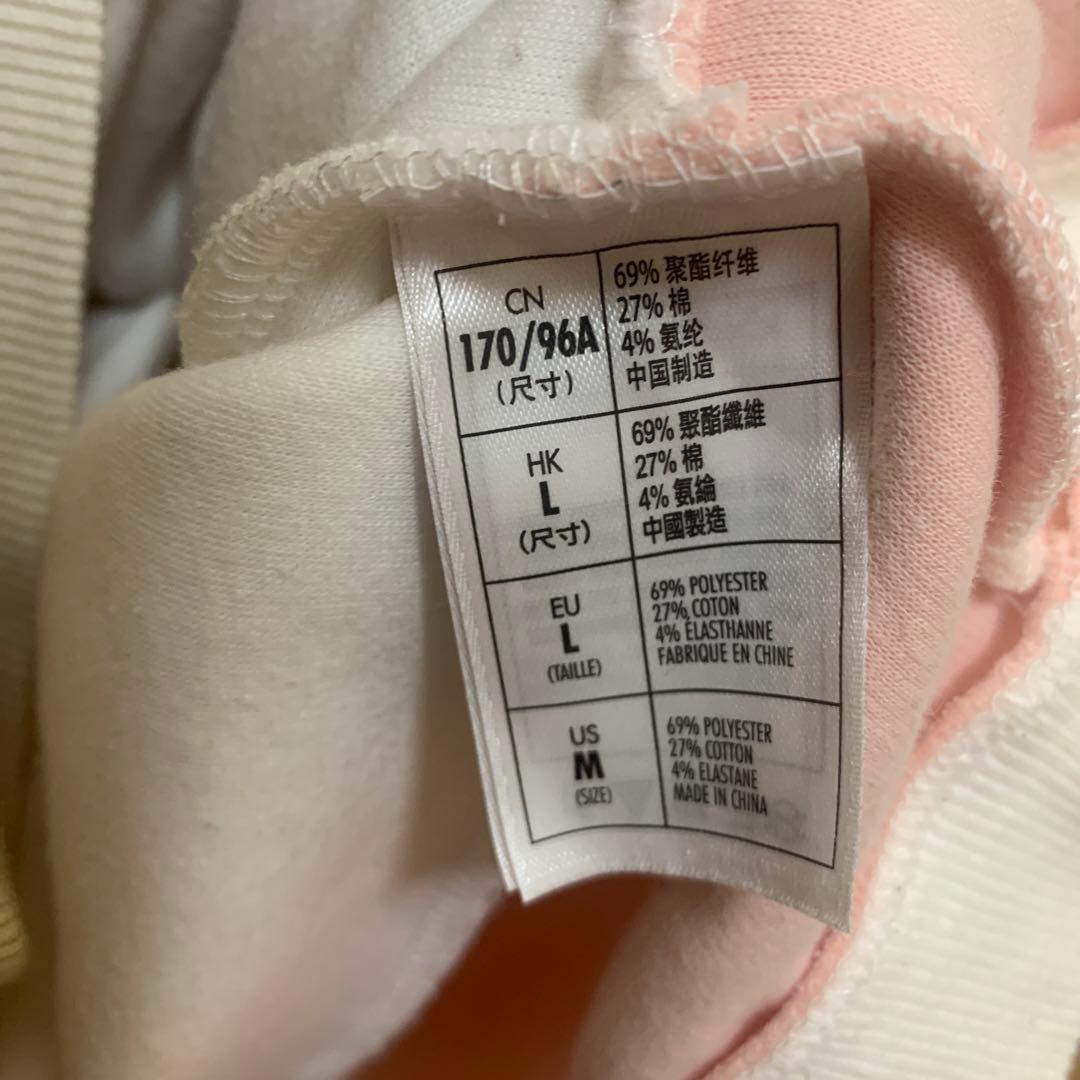 CN
170/96A
(尺寸)
69% 聚酯纤维
27% 棉
4% 氨纶
中国制造
HK
L
(尺寸)
69% 聚酯纖維
27% 棉
4% 氨綸
中國製造
EU
L
(TAILLE)
69% POLYESTER
27% COTON
4% ÉLASTHANNE
FABRIQUE EN CHINE
US
M
(SIZE)
69% POLYESTER
27% COTTON
4% ELASTANE
MADE IN CHINA